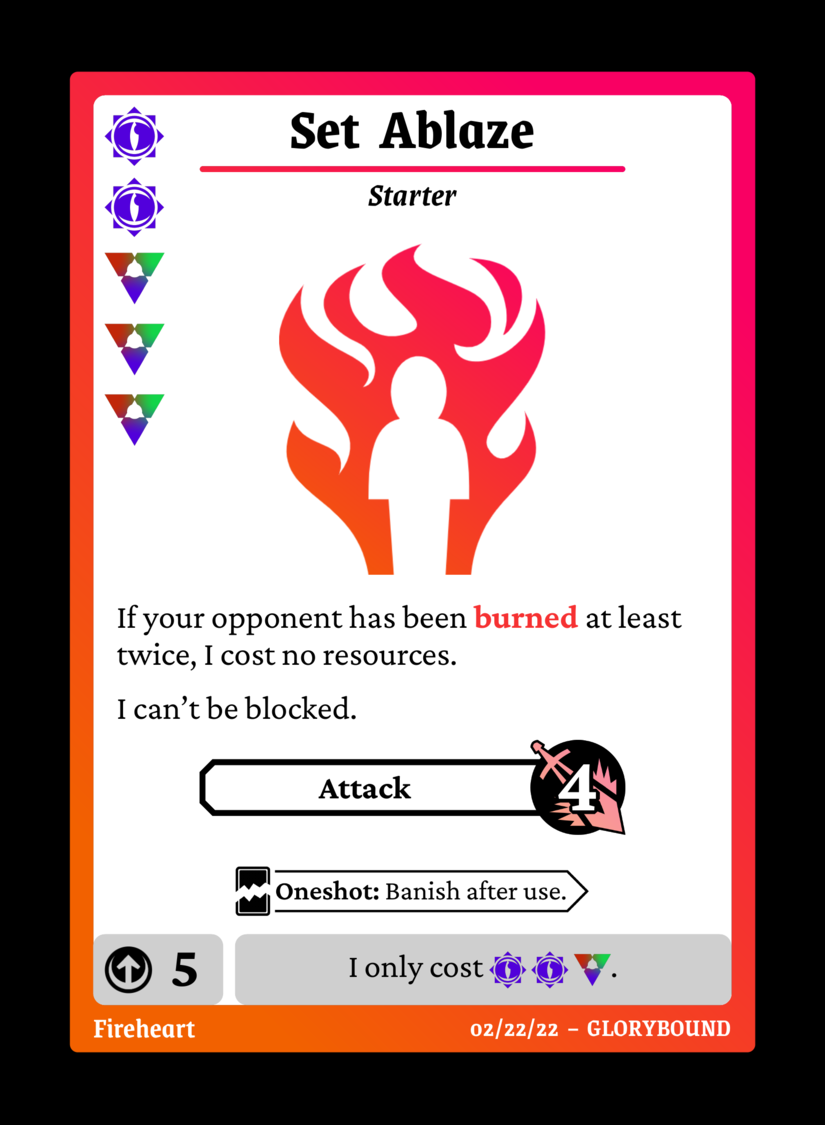 Set Ablaze
Starter
If your opponent has been burned at least
twice, I cost no resources.
I can’t be blocked.
Attack
4
Oneshot: Banish after use.
5
I only cost .
Fireheart
02/22/22 – GLORYBOUND